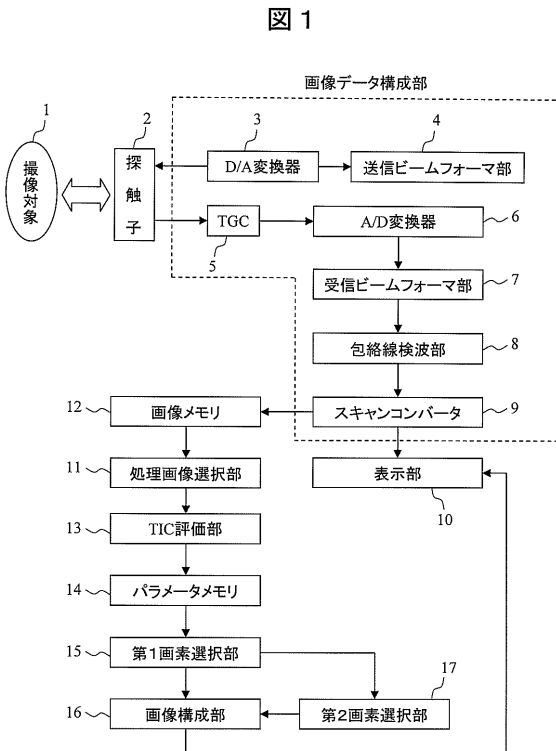 図1
画像データ構成部
1
2
3
4
撮像対象
探触子
D/A変換器
送信ビームフォーマ部
TGC
5
A/D変換器
6
受信ビームフォーマ部
7
包絡線検波部
8
12
画像メモリ
スキャンコンバータ
9
11
処理画像選択部
表示部
10
13
TIC評価部
14
パラメータメモリ
15
第1画素選択部
17
16
画像構成部
第2画素選択部